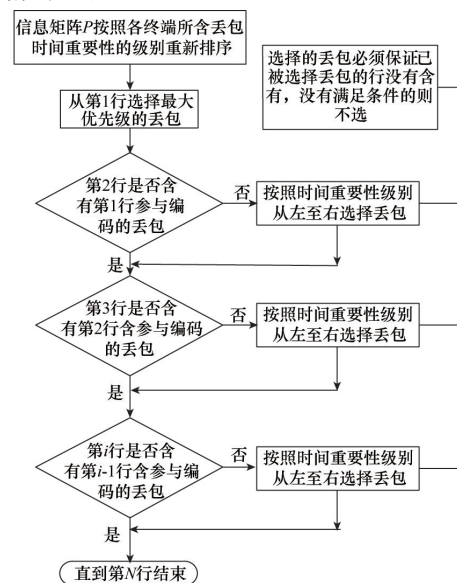 信息矩阵P按照各终端所含丢包
时间重要性的级别重新排序
选择的丢包必须保证已
被选择丢包的行没有含
有，没有满足条件的则
不选
从第1行选择最大
优先级的丢包
第2行是否含
有第1行参与编
码的丢包
否
按照时间重要性级别
从左至右选择丢包
是
第3行是否含
有第2行含参与编码
的丢包
否
按照时间重要性级别
从左至右选择丢包
是
第i行是否含
有第i-1行含参与编
码的丢包
否
按照时间重要性级别
从左至右选择丢包
是
直到第N行结束